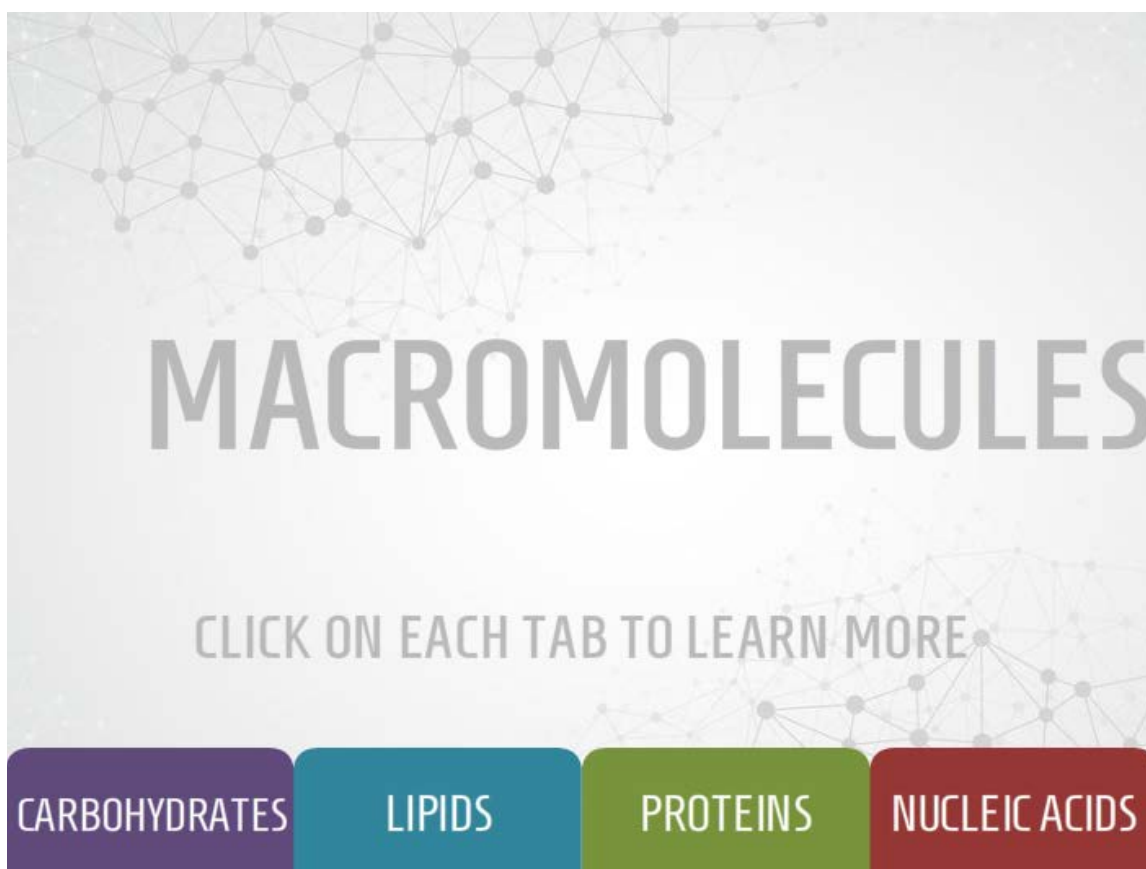 MACROMOLECULES
CLICK ON EACH TAB TO LEARN MORE
CARBOHYDRATES LIPIDS PROTEINS NUCLEIC ACIDS